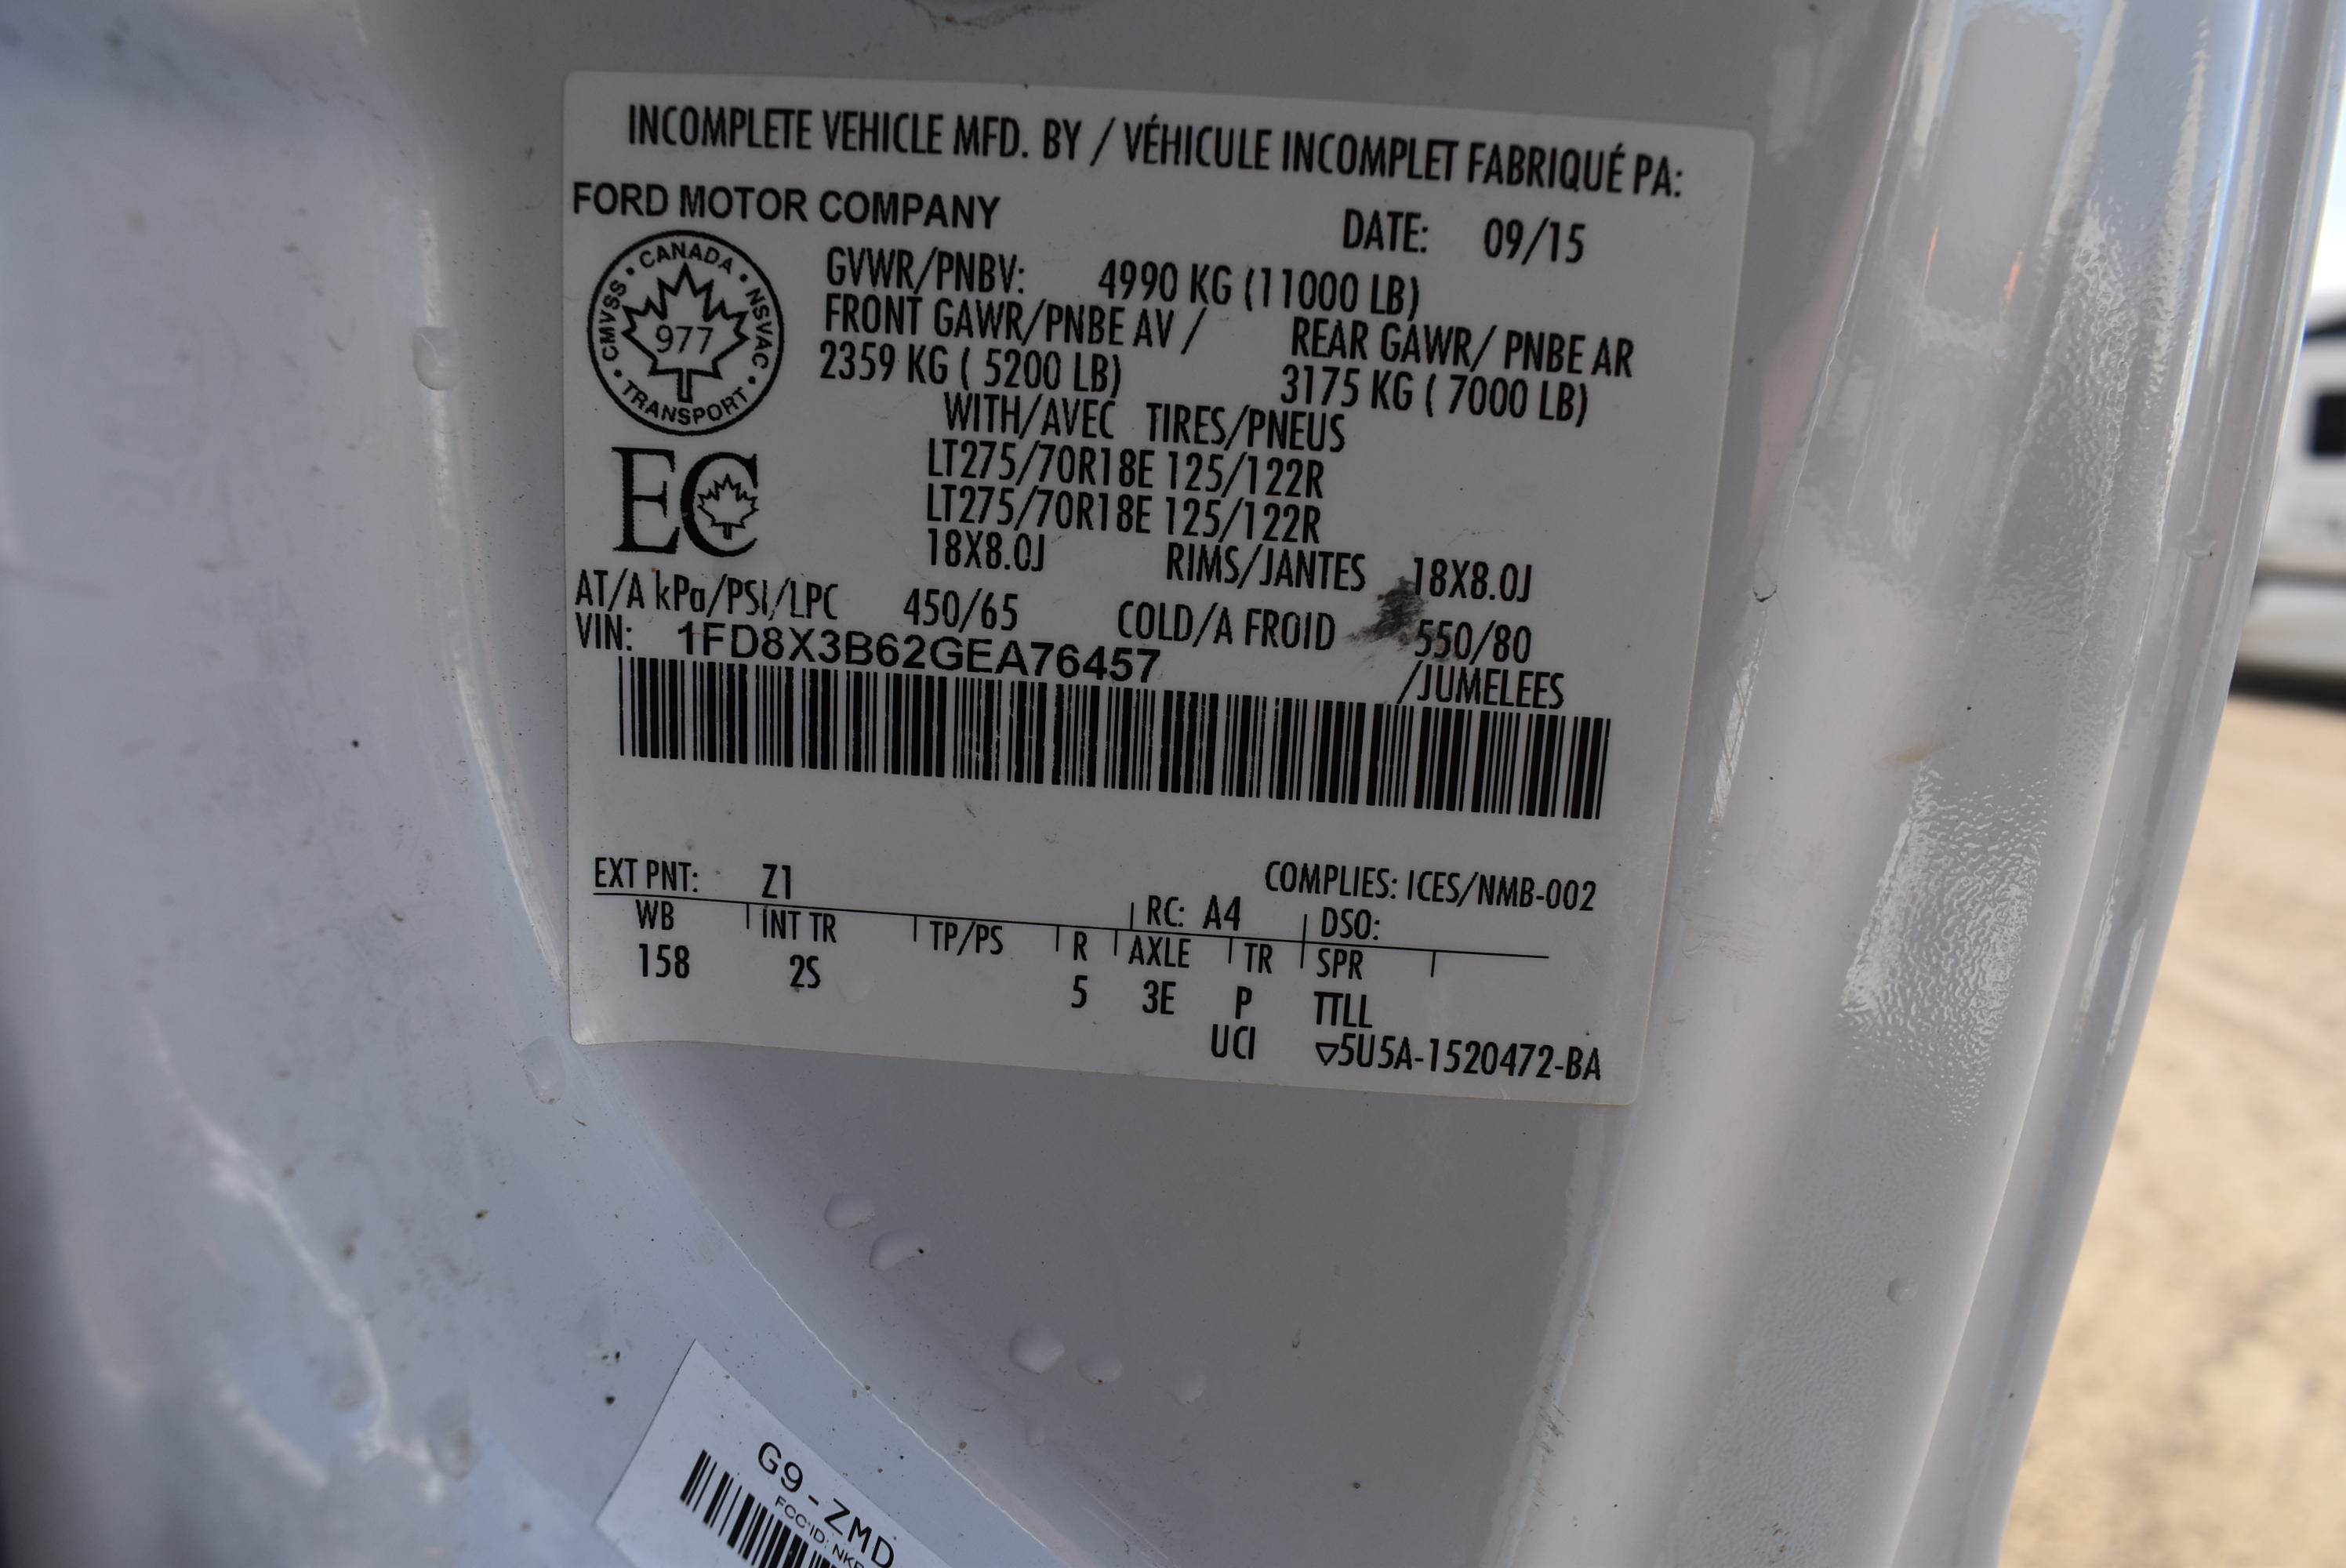 INCOMPLETE VEHICLE MFD. BY / VÉHICULE INCOMPLET FABRIQUÉ PA:
FORD MOTOR COMPANY
DATE: 09/15
CANADA
CMVSS
NSVAC
977
TRANSPORT
GVWR/PNBV: 4990 KG (11000 LB)
FRONT GAWR/PNBE AV / REAR GAWR/ PNBE AR
2359 KG ( 5200 LB) 3175 KG ( 7000 LB)
WITH/AVEC TIRES/PNEUS
LT275/70R18E 125/122R
LT275/70R18E 125/122R
EC
18X8.0J RIMS/JANTES 18X8.0J
AT/A kPa/PSI/LPC 450/65 COLD/A FROID 550/80
VIN: 1FD8X3B62GEA76457 /JUMELEES
EXT PNT: Z1 COMPLIES: ICES/NMB-002
RC: A4 DSO:
WB INT TR TP/PS R AXLE TR SPR
158 2S 5 3E P TTLL
UCI ▽5U5A-1520472-BA
G9-ZMD
FCC ID: